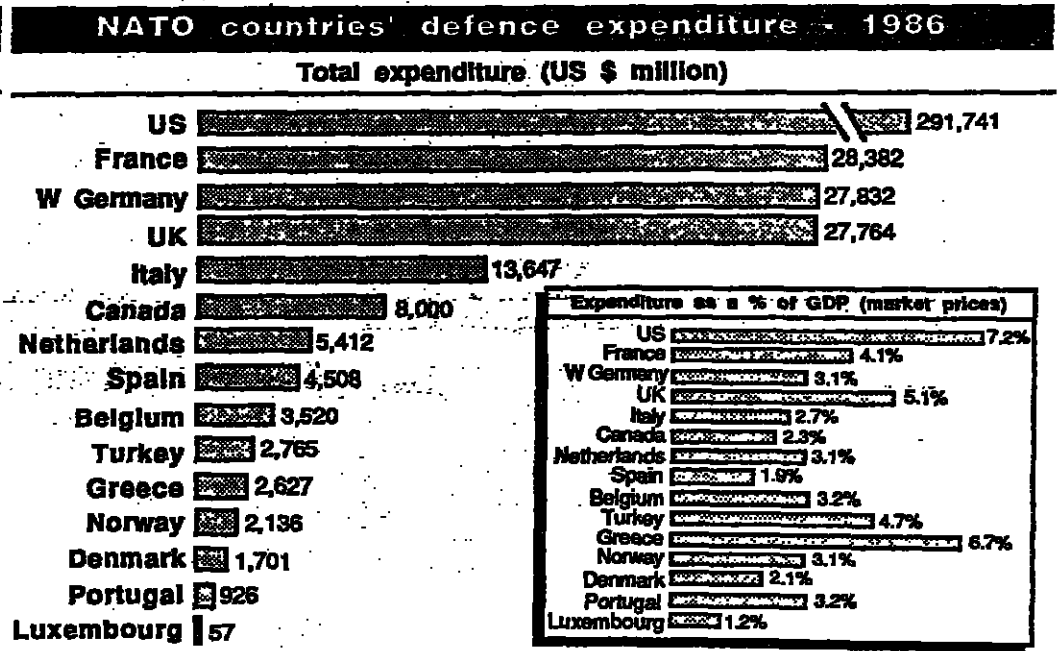 NATO countries' defence expenditure - 1986
Total expenditure (US $ million)
US 291,741
France 28,382
W Germany 27,832
UK 27,764
Italy 13,647
Canada 8,000
Netherlands 5,412
Spain 4,508
Belgium 3,520
Turkey 2,765
Greece 2,627
Norway 2,136
Denmark 1,701
Portugal 926
Luxembourg 57
Expenditure as a % of GDP (market prices)
US 7.2%
France 4.1%
W Germany 3.1%
UK 5.1%
Italy 2.7%
Canada 2.3%
Netherlands 3.1%
Spain 1.9%
Belgium 3.2%
Turkey 4.7%
Greece 6.7%
Norway 3.1%
Denmark 2.1%
Portugal 3.2%
Luxembourg 1.2%